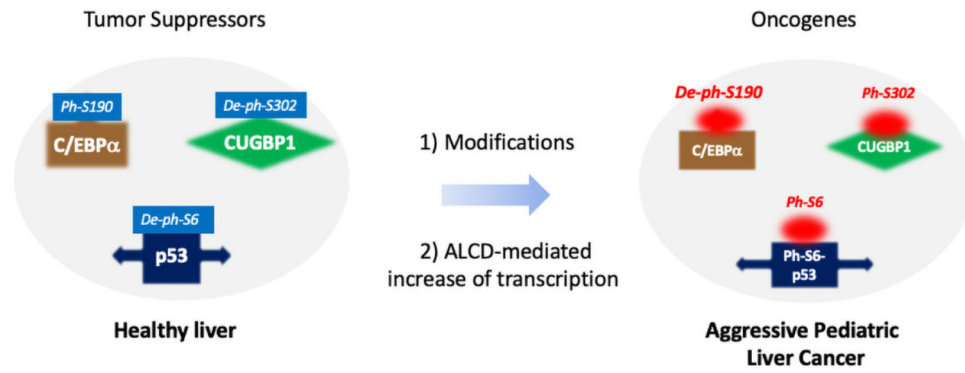 Tumor Suppressors
Ph-S190
C/EBPα
De-ph-S302
CUGBP1
De-ph-S6
p53
Healthy liver
1) Modifications
2) ALCD-mediated
increase of transcription
Oncogenes
De-ph-S190
C/EBPα
Ph-S302
CUGBP1
Ph-S6
Ph-S6-
p53
Aggressive Pediatric
Liver Cancer